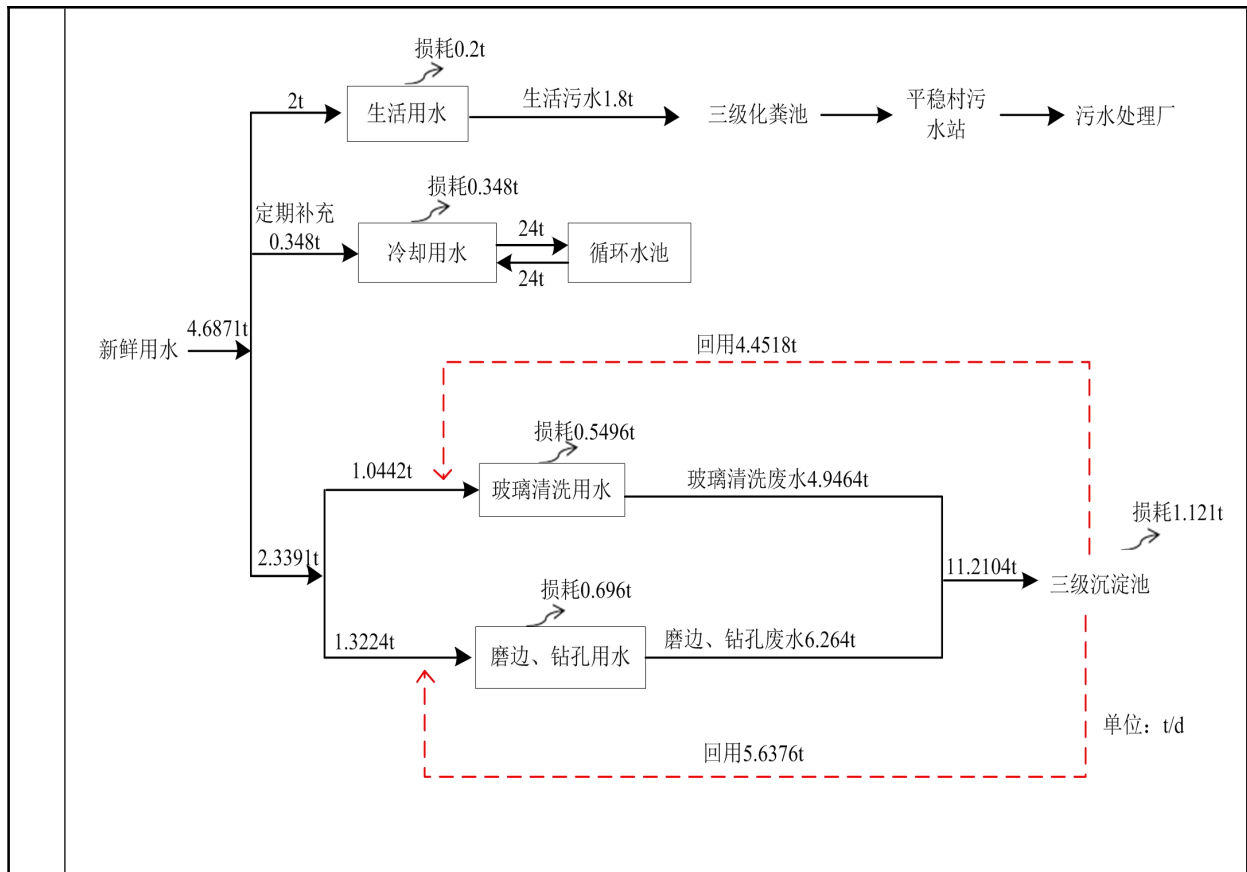 损耗0.2t
2t
生活用水
生活污水1.8t
三级化粪池
平稳村污
水站
污水处理厂
损耗0.348t
定期补充
0.348t
冷却用水
24t
24t
循环水池
新鲜用水
4.6871t
回用4.4518t
损耗0.5496t
1.0442t
玻璃清洗用水
玻璃清洗废水4.9464t
损耗1.121t
2.3391t
11.2104t
三级沉淀池
损耗0.696t
1.3224t
磨边、钻孔用水
磨边、钻孔废水6.264t
单位：t/d
回用5.6376t